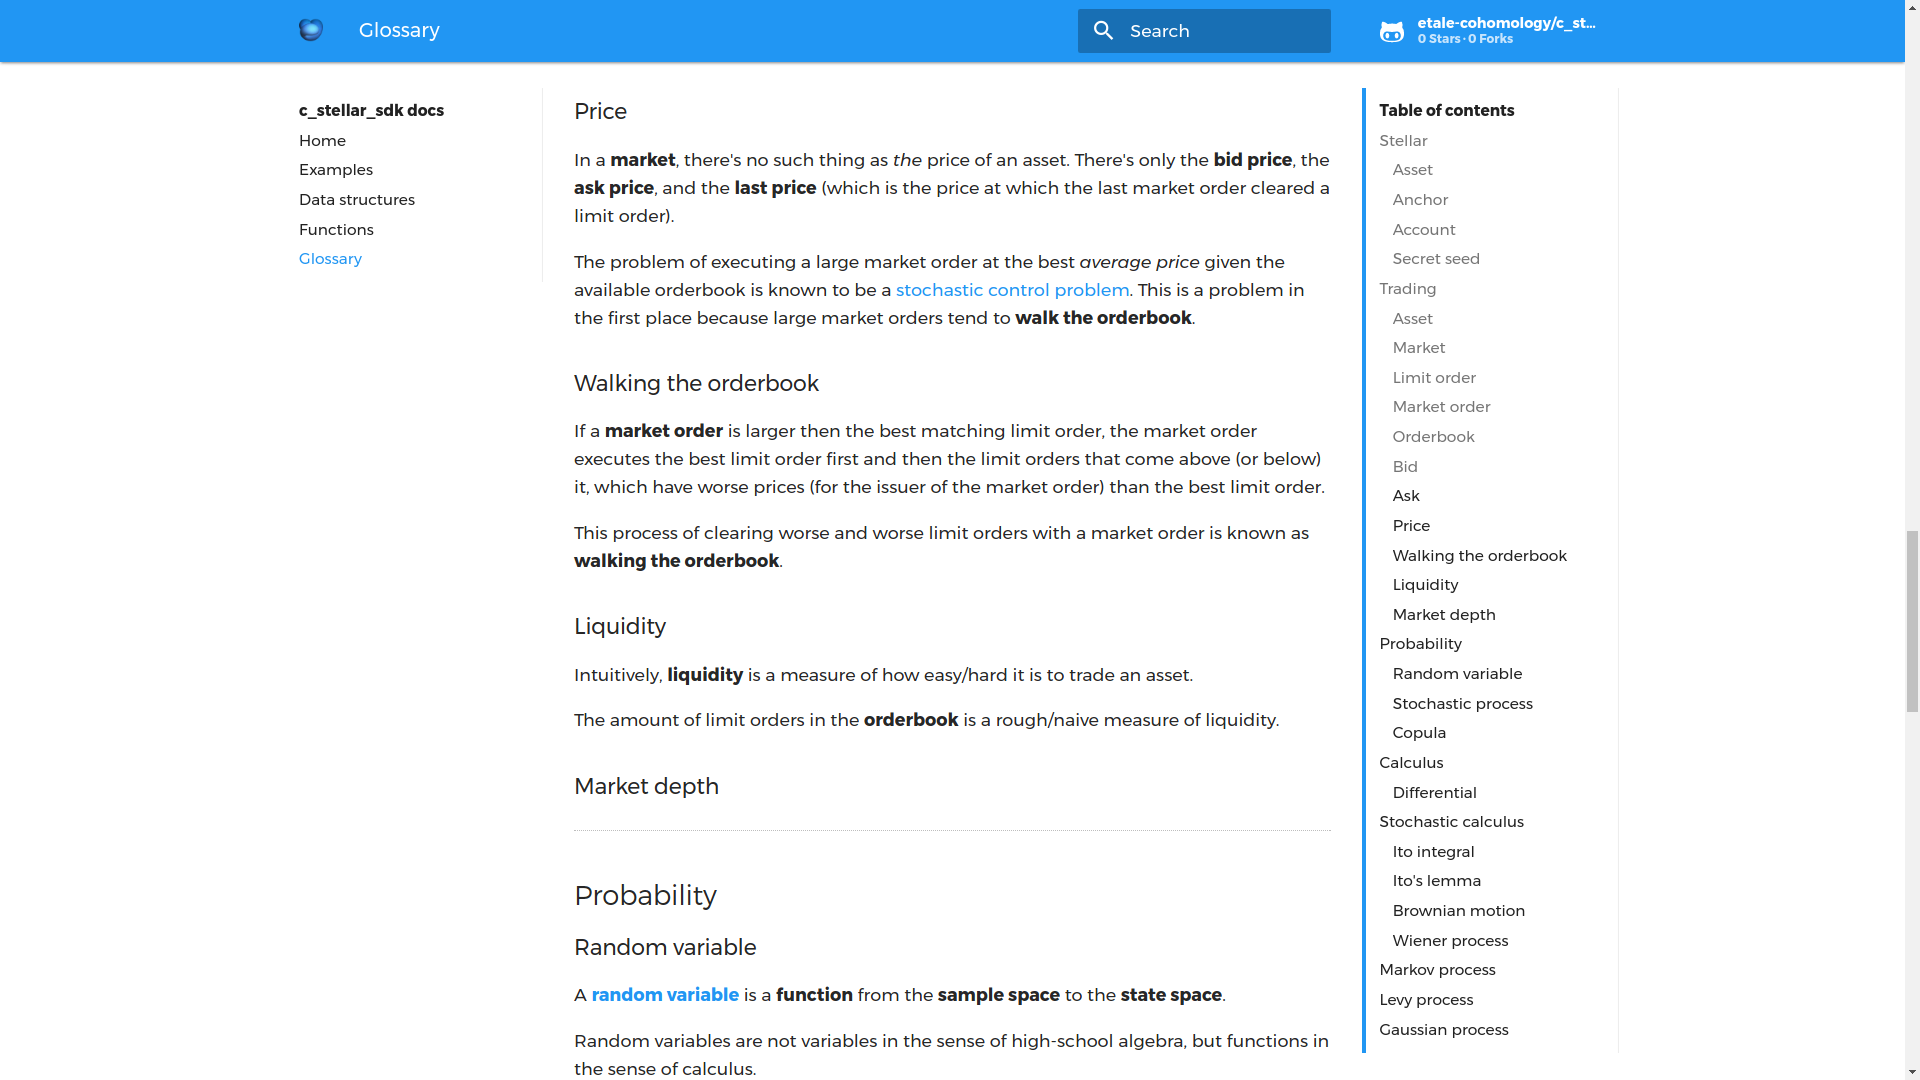 Glossary
Search
etale-cohomology/c_st...
0 Stars · 0 Forks
c_stellar_sdk docs
Home
Examples
Data structures
Functions
Glossary
Price
In a market, there's no such thing as the price of an asset. There's only the bid price, the
ask price, and the last price (which is the price at which the last market order cleared a
limit order).
The problem of executing a large market order at the best average price given the
available orderbook is known to be a stochastic control problem. This is a problem in
the first place because large market orders tend to walk the orderbook.
Walking the orderbook
If a market order is larger then the best matching limit order, the market order
executes the best limit order first and then the limit orders that come above (or below)
it, which have worse prices (for the issuer of the market order) than the best limit order.
This process of clearing worse and worse limit orders with a market order is known as
walking the orderbook.
Liquidity
Intuitively, liquidity is a measure of how easy/hard it is to trade an asset.
The amount of limit orders in the orderbook is a rough/naive measure of liquidity.
Market depth
Probability
Random variable
A random variable is a function from the sample space to the state space.
Random variables are not variables in the sense of high-school algebra, but functions in
the sense of calculus.
Table of contents
Stellar
Asset
Anchor
Account
Secret seed
Trading
Asset
Market
Limit order
Market order
Orderbook
Bid
Ask
Price
Walking the orderbook
Liquidity
Market depth
Probability
Random variable
Stochastic process
Copula
Calculus
Differential
Stochastic calculus
Ito integral
Ito's lemma
Brownian motion
Wiener process
Markov process
Levy process
Gaussian process